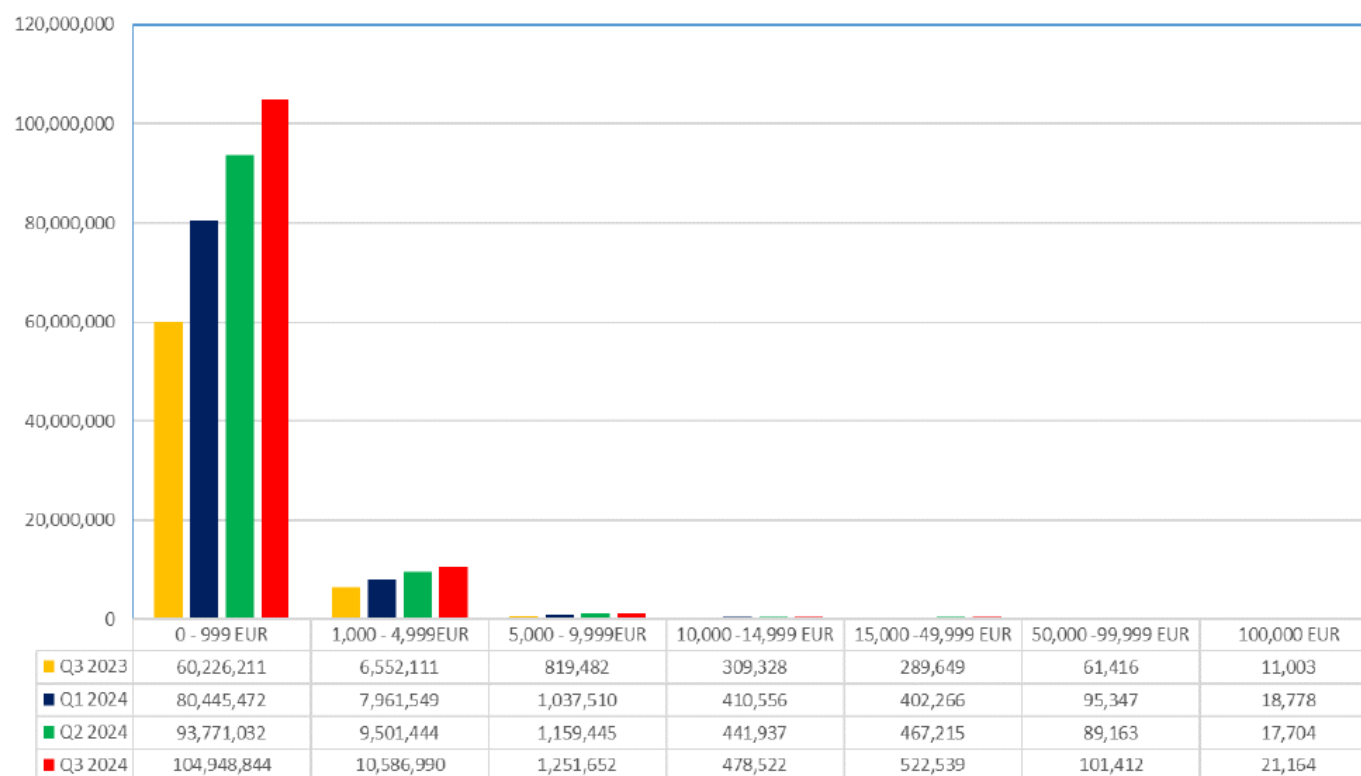 120,000,000
100,000,000
80,000,000
60,000,000
40,000,000
20,000,000
0
0 - 999 EUR 1,000 - 4,999EUR 5,000 - 9,999EUR 10,000 -14,999 EUR 15,000 -49,999 EUR 50,000 -99,999 EUR 100,000 EUR
Q3 2023 60,226,211 6,552,111 819,482 309,328 289,649 61,416 11,003
Q1 2024 80,445,472 7,961,549 1,037,510 410,556 402,266 95,347 18,778
Q2 2024 93,771,032 9,501,444 1,159,445 441,937 467,215 89,163 17,704
Q3 2024 104,948,844 10,586,990 1,251,652 478,522 522,539 101,412 21,164